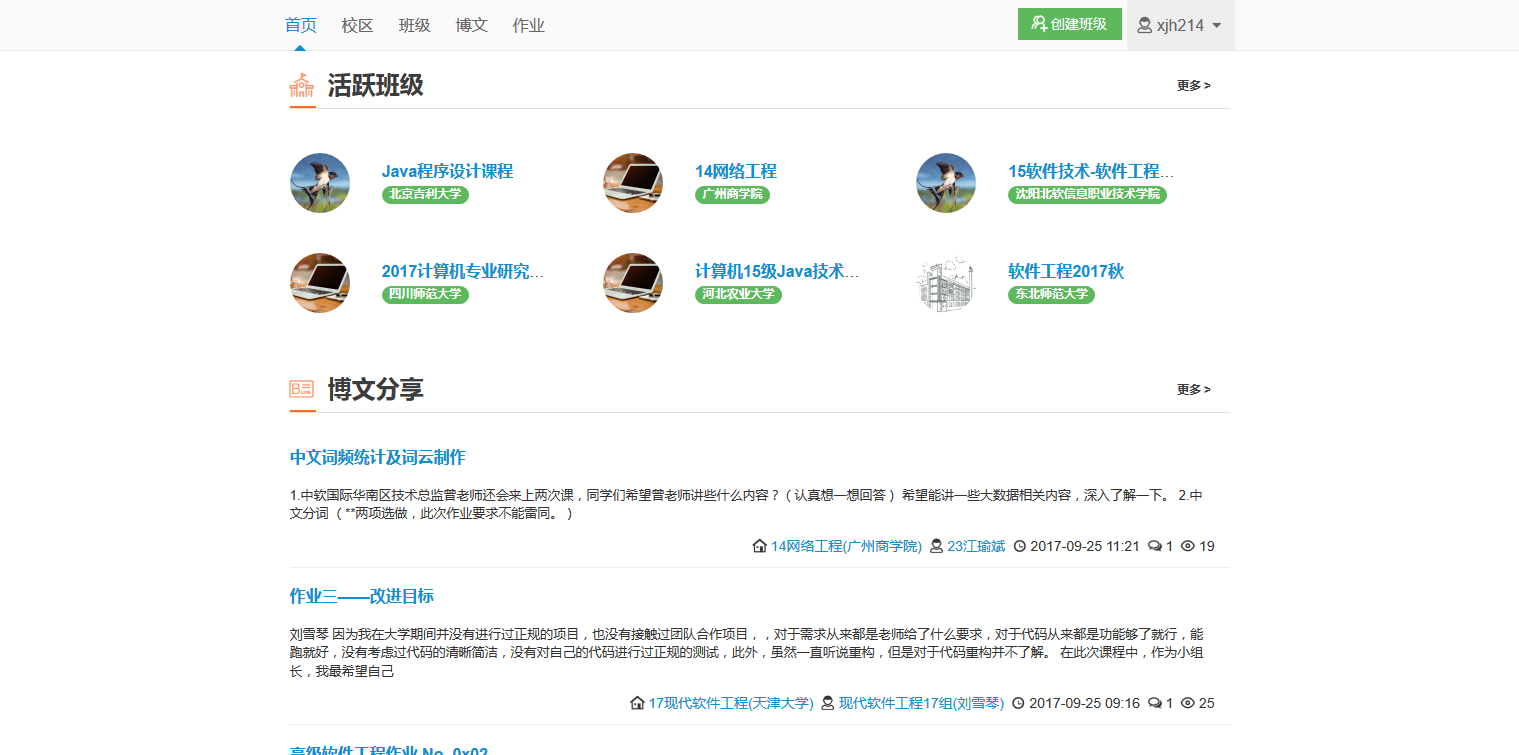 首页 校区 班级 博文 作业 创建班级 xjh214
活跃班级 更多 >
Java程序设计课程 14网络工程 15软件技术-软件工程...
北京吉利大学 广州商学院 沈阳北软信息职业技术学院
2017计算机专业研究... 计算机15级Java技术... 软件工程2017秋
四川师范大学 河北农业大学 东北师范大学
博文分享 更多 >
中文词频统计及词云制作
1.中软国际华南区技术总监曾老师还会来上两次课，同学们希望曾老师讲些什么内容？（认真想一想回答） 希望能讲一些大数据相关内容，深入了解一下。 2.中
文分词 （**两项选做，此次作业要求不能雷同。）
14网络工程(广州商学院) 23江瑜斌 2017-09-25 11:21 1 19
作业三——改进目标
刘雪琴 因为我在大学期间并没有进行过正规的项目，也没有接触过团队合作项目，，对于需求从来都是老师给了什么要求，对于代码从来都是功能够了就行，能
跑就好，没有考虑过代码的清晰简洁，没有对自己的代码进行过正规的测试，此外，虽然一直听说重构，但是对于代码重构并不了解。 在此次课程中，作为小组
长，我最希望自己
17现代软件工程(天津大学) 现代软件工程17组(刘雪琴) 2017-09-25 09:16 1 25
高级软件工程作业 No. 0x02